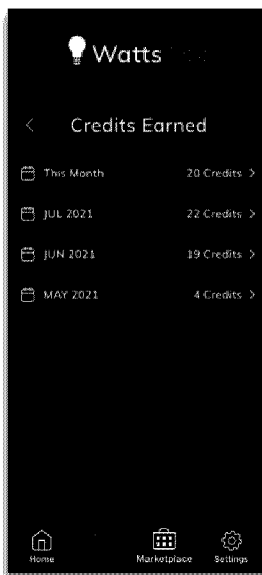 Watts
Credits Earned
This Month 20 Credits
JUL 2021 22 Credits
JUN 2021 19 Credits
MAY 2021 4 Credits
Home Marketplace Settings